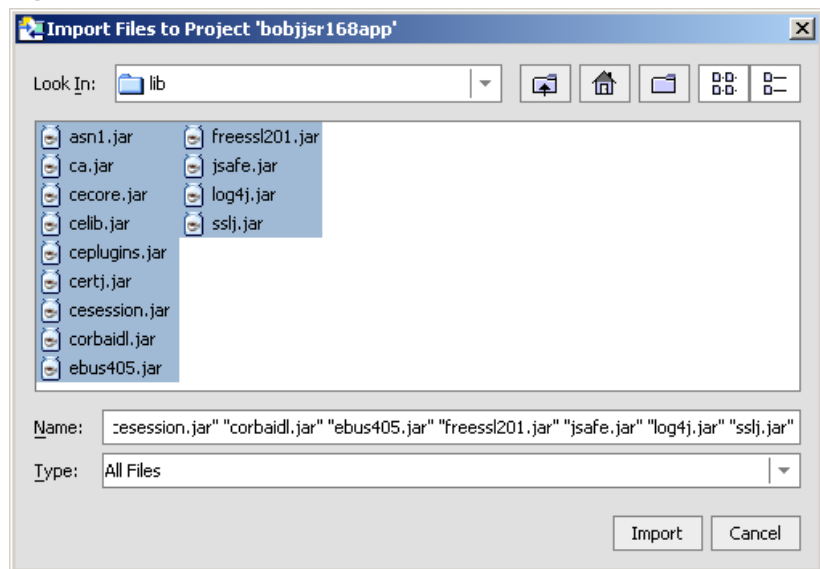 Import Files to Project 'bobjjsr168app'
Look In: lib
asn1.jar
ca.jar
cecore.jar
celib.jar
ceplugins.jar
certj.jar
cesession.jar
corbaidl.jar
ebus405.jar
freessl201.jar
jsafe.jar
log4j.jar
sslj.jar
Name: cesession.jar" "corbaidl.jar" "ebus405.jar" "freessl201.jar" "jsafe.jar" "log4j.jar" "sslj.jar"
Type: All Files
Import Cancel